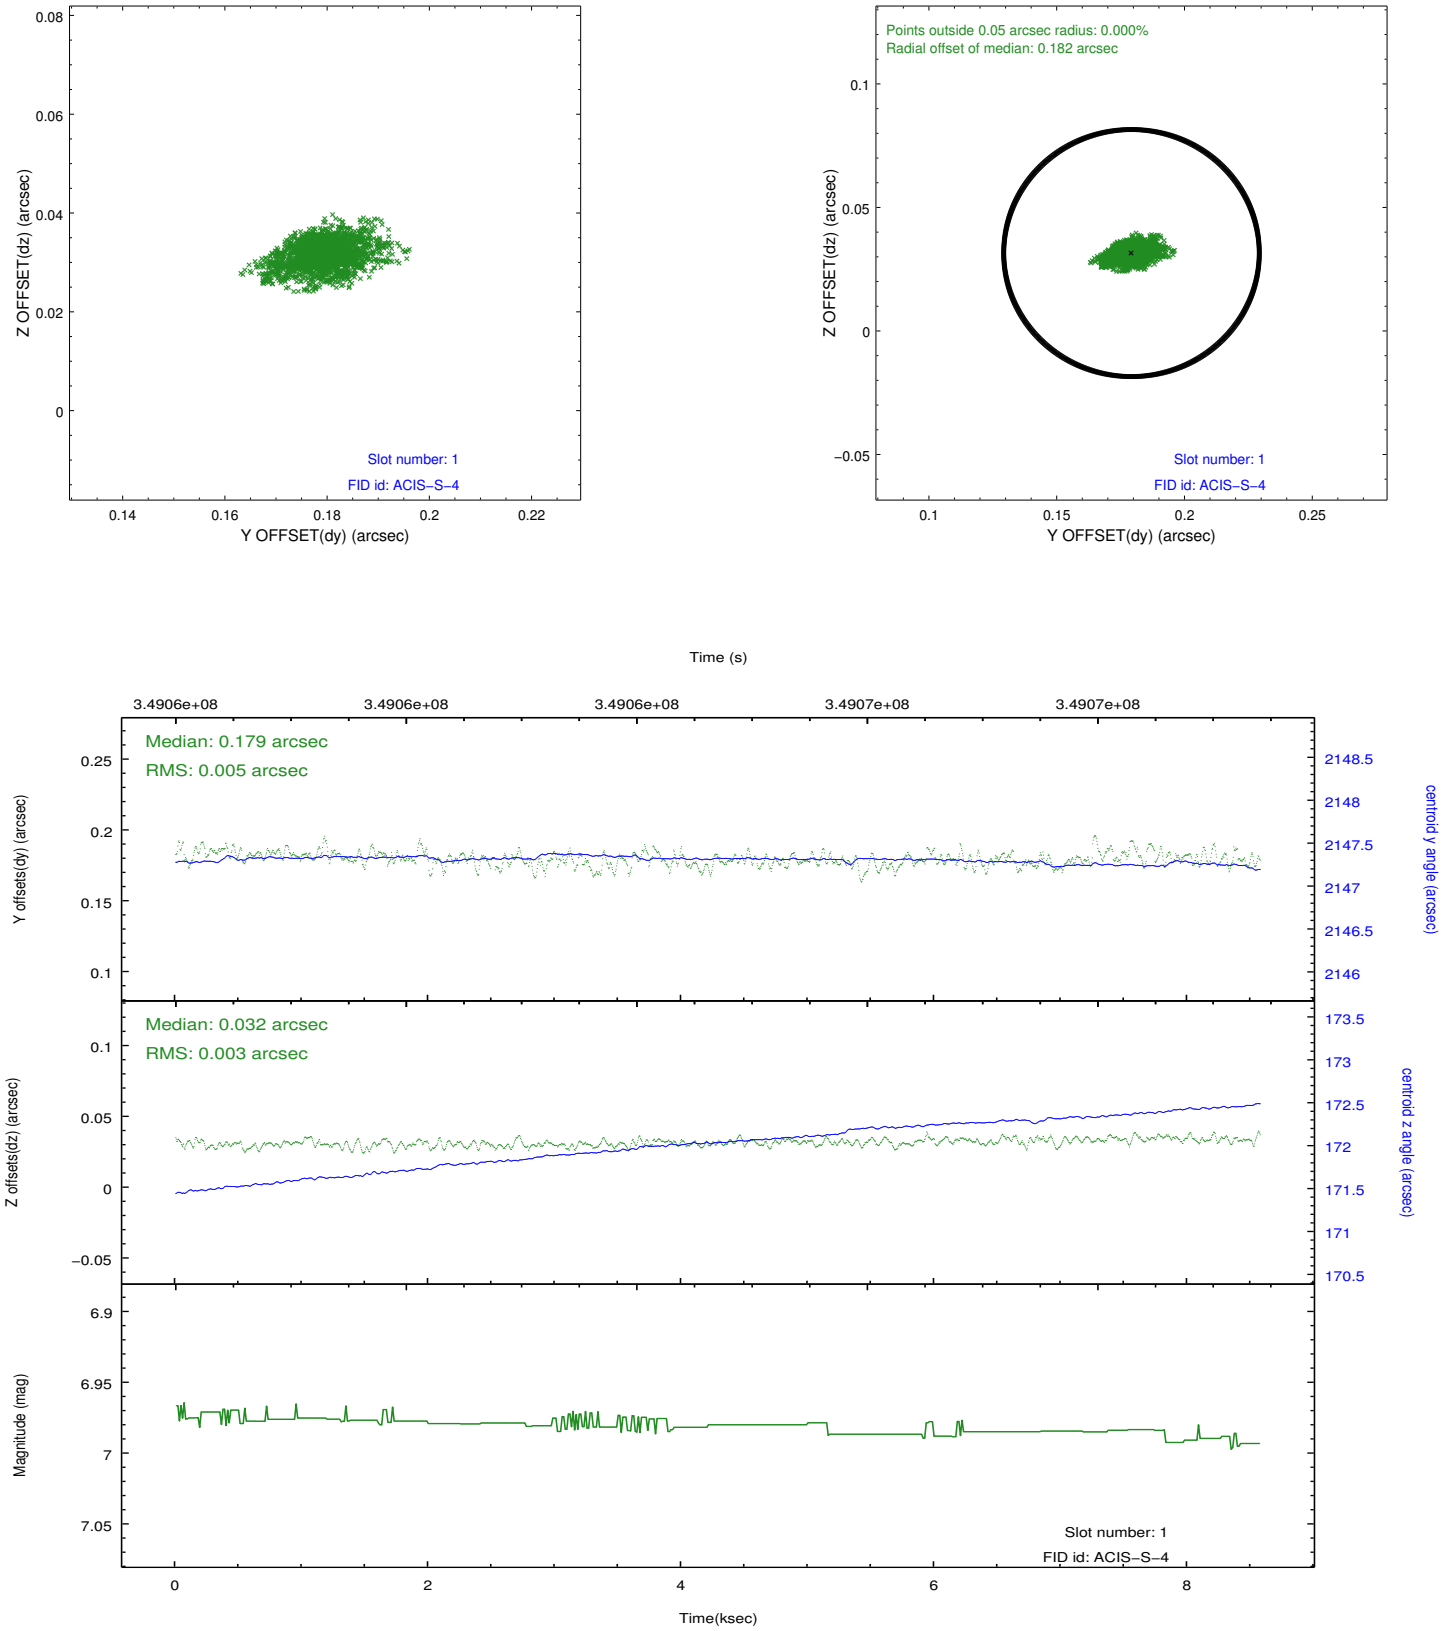 0.08
0.06
0.04
0.02
0
Z OFFSET(dz) (arcsec)
Slot number: 1
FID id: ACIS−S−4
0.14 0.16 0.18 0.2 0.22
Y OFFSET(dy) (arcsec)
Points outside 0.05 arcsec radius: 0.000%
Radial offset of median: 0.182 arcsec
0.1
0.05
0
−0.05
Z OFFSET(dz) (arcsec)
Slot number: 1
FID id: ACIS−S−4
0.1 0.15 0.2 0.25
Y OFFSET(dy) (arcsec)
Time (s)
3.4906e+08 3.4906e+08 3.4906e+08 3.4907e+08 3.4907e+08
Median: 0.179 arcsec
RMS: 0.005 arcsec
0.25
0.2
0.15
0.1
Y offsets(dy) (arcsec)
2148.5
2148
2147.5
2147
2146.5
2146
centroid y angle (arcsec)
Median: 0.032 arcsec
RMS: 0.003 arcsec
0.1
0.05
0
−0.05
Z offsets(dz) (arcsec)
173.5
173
172.5
172
171.5
171
170.5
centroid z angle (arcsec)
6.9
6.95
7
7.05
Magnitude (mag)
Slot number: 1
FID id: ACIS−S−4
0 2 4 6 8
Time(ksec)